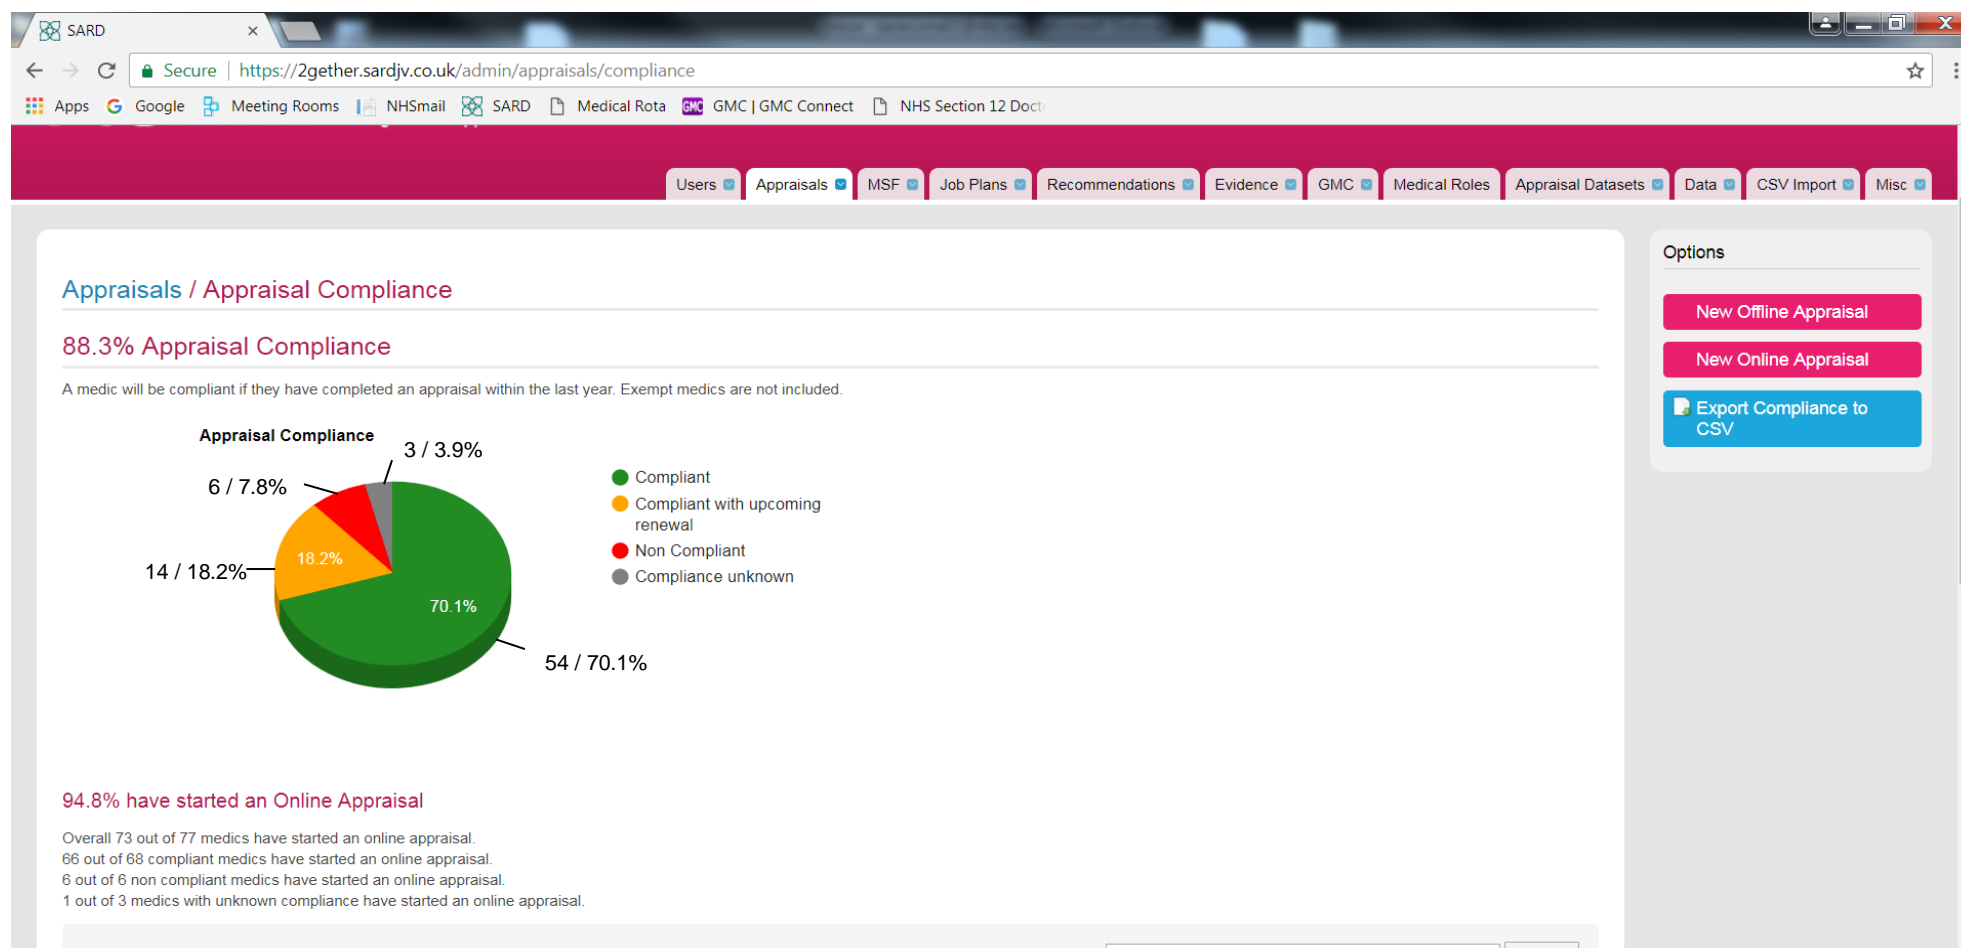 SARD
Secure | https://2gether.sardjv.co.uk/admin/appraisals/compliance
Apps Google Meeting Rooms NHSmail SARD Medical Rota GMC GMC | GMC Connect NHS Section 12 Doct
Users Appraisals MSF Job Plans Recommendations Evidence GMC Medical Roles Appraisal Datasets Data CSV Import Misc
Appraisals / Appraisal Compliance
88.3% Appraisal Compliance
A medic will be compliant if they have completed an appraisal within the last year. Exempt medics are not included.
Appraisal Compliance
3 / 3.9%
6 / 7.8%
14 / 18.2%
18.2%
70.1%
54 / 70.1%
Compliant
Compliant with upcoming
renewal
Non Compliant
Compliance unknown
94.8% have started an Online Appraisal
Overall 73 out of 77 medics have started an online appraisal.
66 out of 68 compliant medics have started an online appraisal.
6 out of 6 non compliant medics have started an online appraisal.
1 out of 3 medics with unknown compliance have started an online appraisal.
Options
New Offline Appraisal
New Online Appraisal
Export Compliance to
CSV